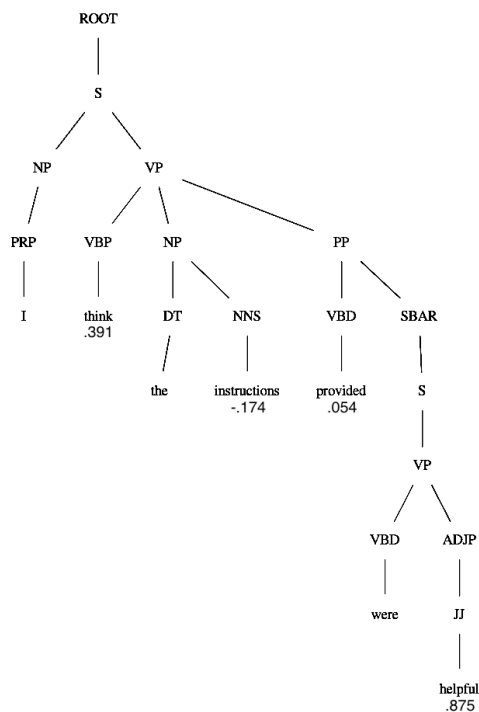 ROOT
S
NP VP
PRP VBP NP PP
I think DT NNS VBD SBAR
.391
the instructions provided S
-.174 .054
VP
VBD ADJP
were JJ
helpful
.875